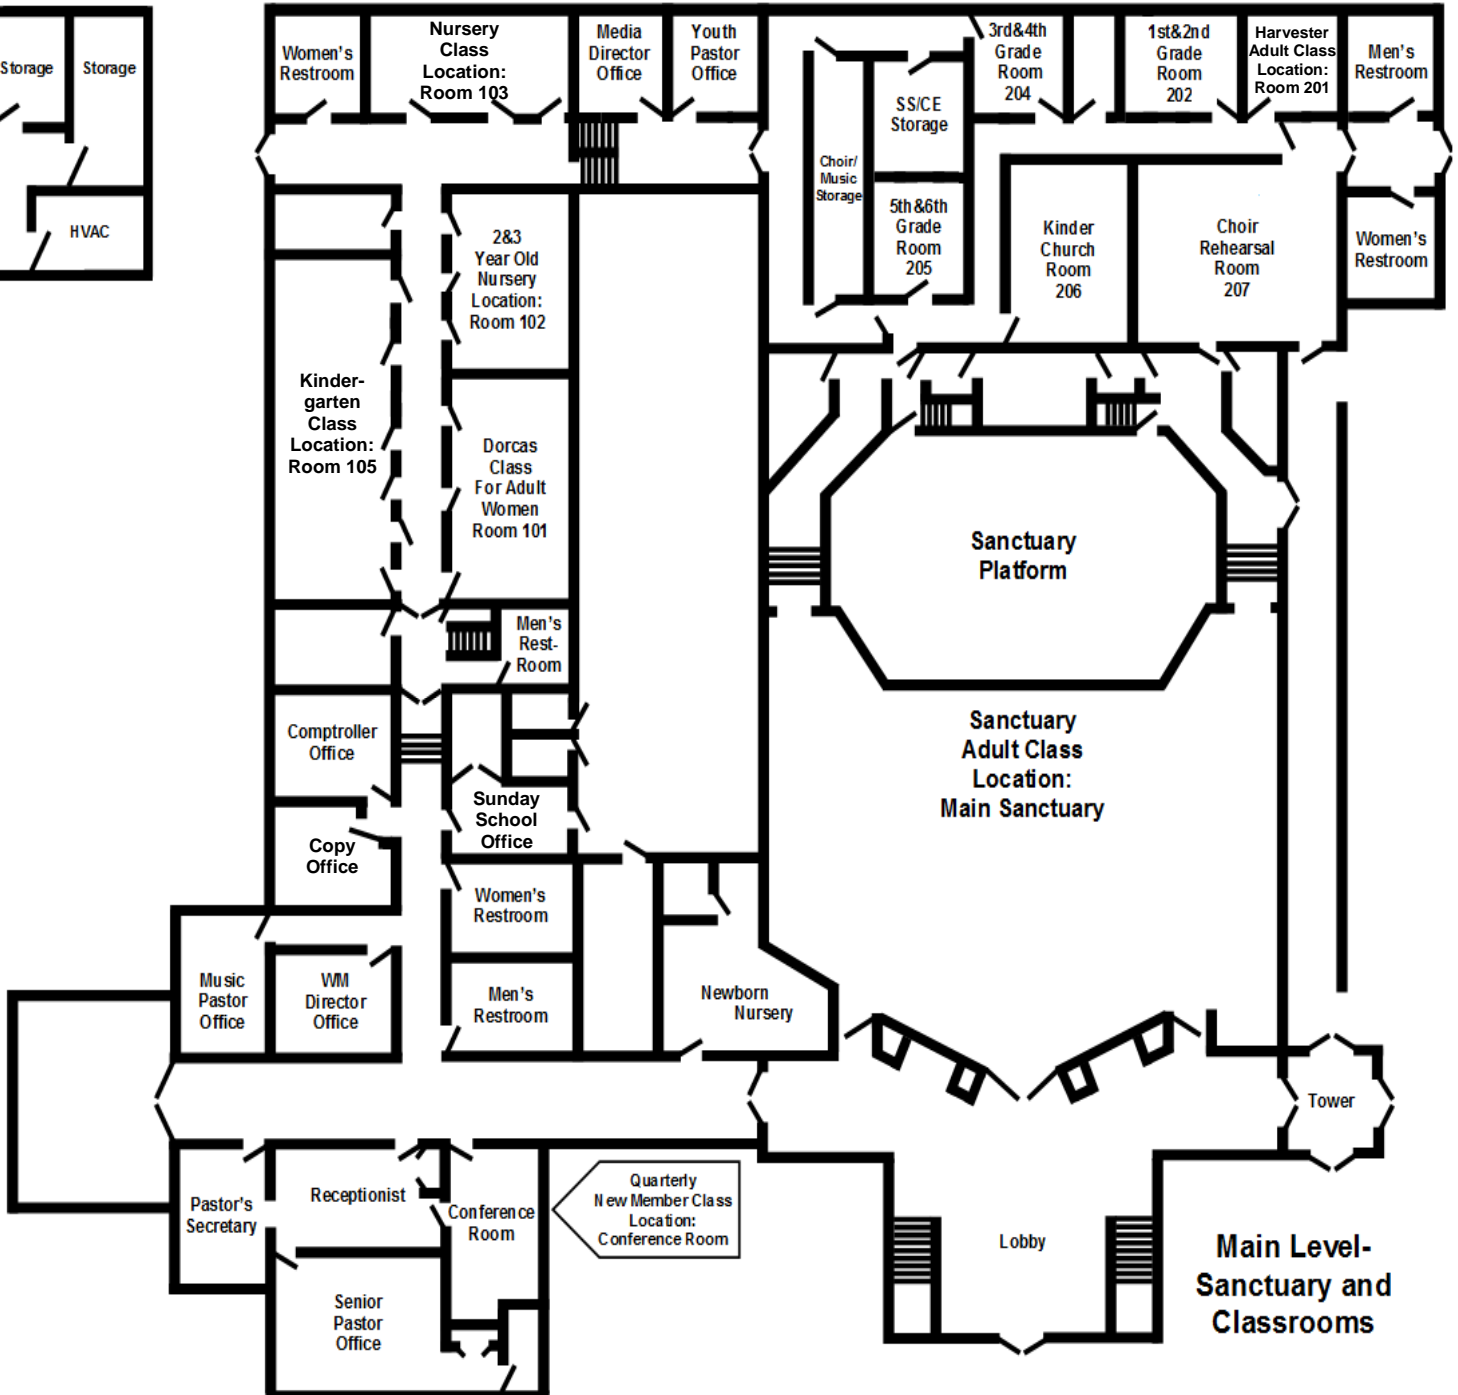 Storage
Storage
HVAC
Women's
Restroom
Nursery
Class
Location:
Room 103
Media
Director
Office
Youth
Pastor
Office
3rd&4th
Grade
Room
204
1st&2nd
Grade
Room
202
Harvester
Adult Class
Location:
Room 201
Men's
Restroom
SS/CE
Storage
Choir/
Music
Storage
5th&6th
Grade
Room
205
Kinder
Church
Room
206
Choir
Rehearsal
Room
207
Women's
Restroom
2&3
Year Old
Nursery
Location:
Room 102
Kinder-
garten
Class
Location:
Room 105
Dorcas
Class
For Adult
Women
Room 101
Men's
Rest-
Room
Sanctuary
Platform
Comptroller
Office
Sanctuary
Adult Class
Location:
Main Sanctuary
Sunday
School
Office
Copy
Office
Women's
Restroom
Music
Pastor
Office
WM
Director
Office
Men's
Restroom
Newborn
Nursery
Tower
Pastor's
Secretary
Receptionist
Conference
Room
Quarterly
New Member Class
Location:
Conference Room
Lobby
Senior
Pastor
Office
Main Level-
Sanctuary and
Classrooms